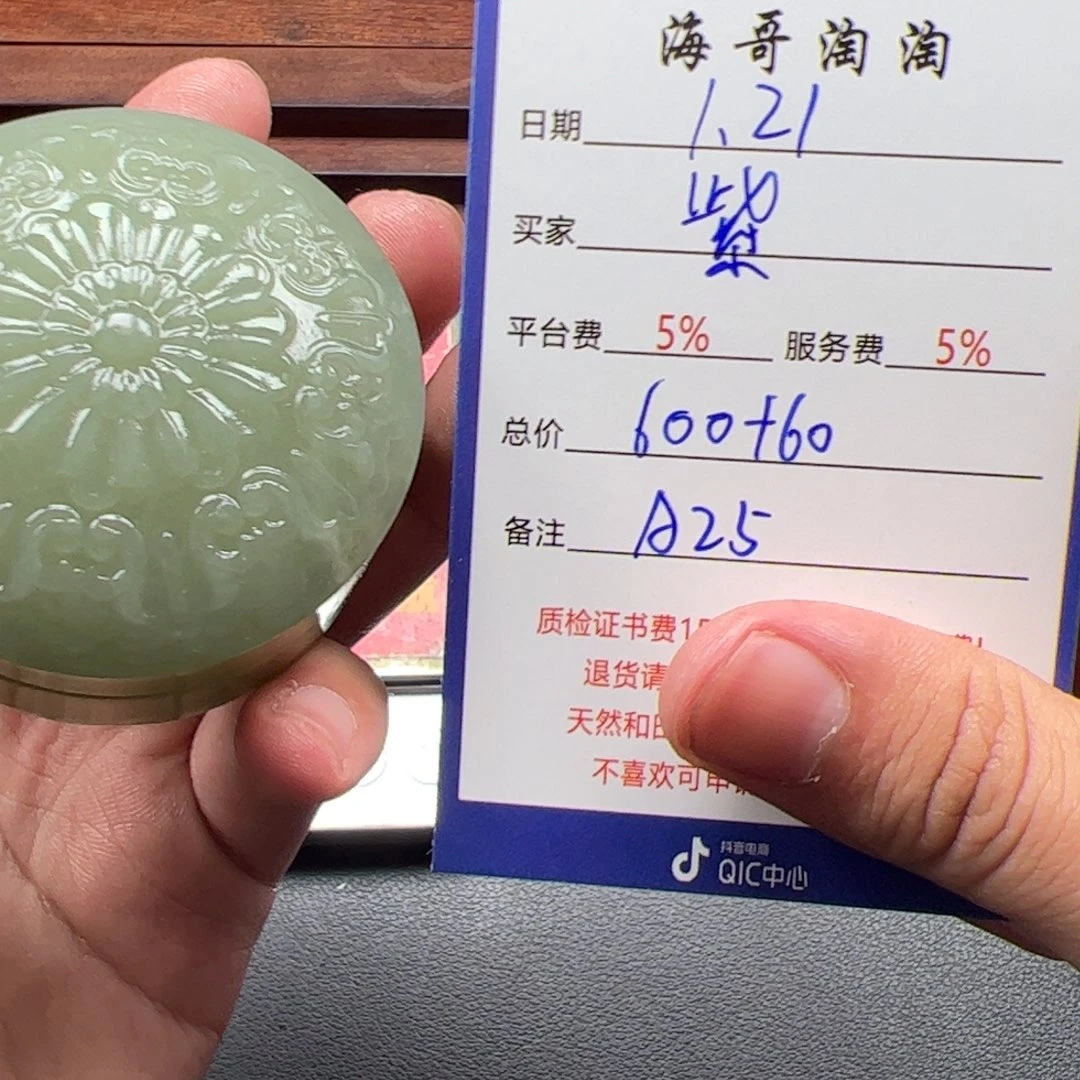 海哥淘淘
日期 1.21
买家 紫
平台费 5% 服务费 5%
总价 600+60
备注 A25
质检证书费15
退货请
天然和田
不喜欢可申
抖音电商
QIC中心